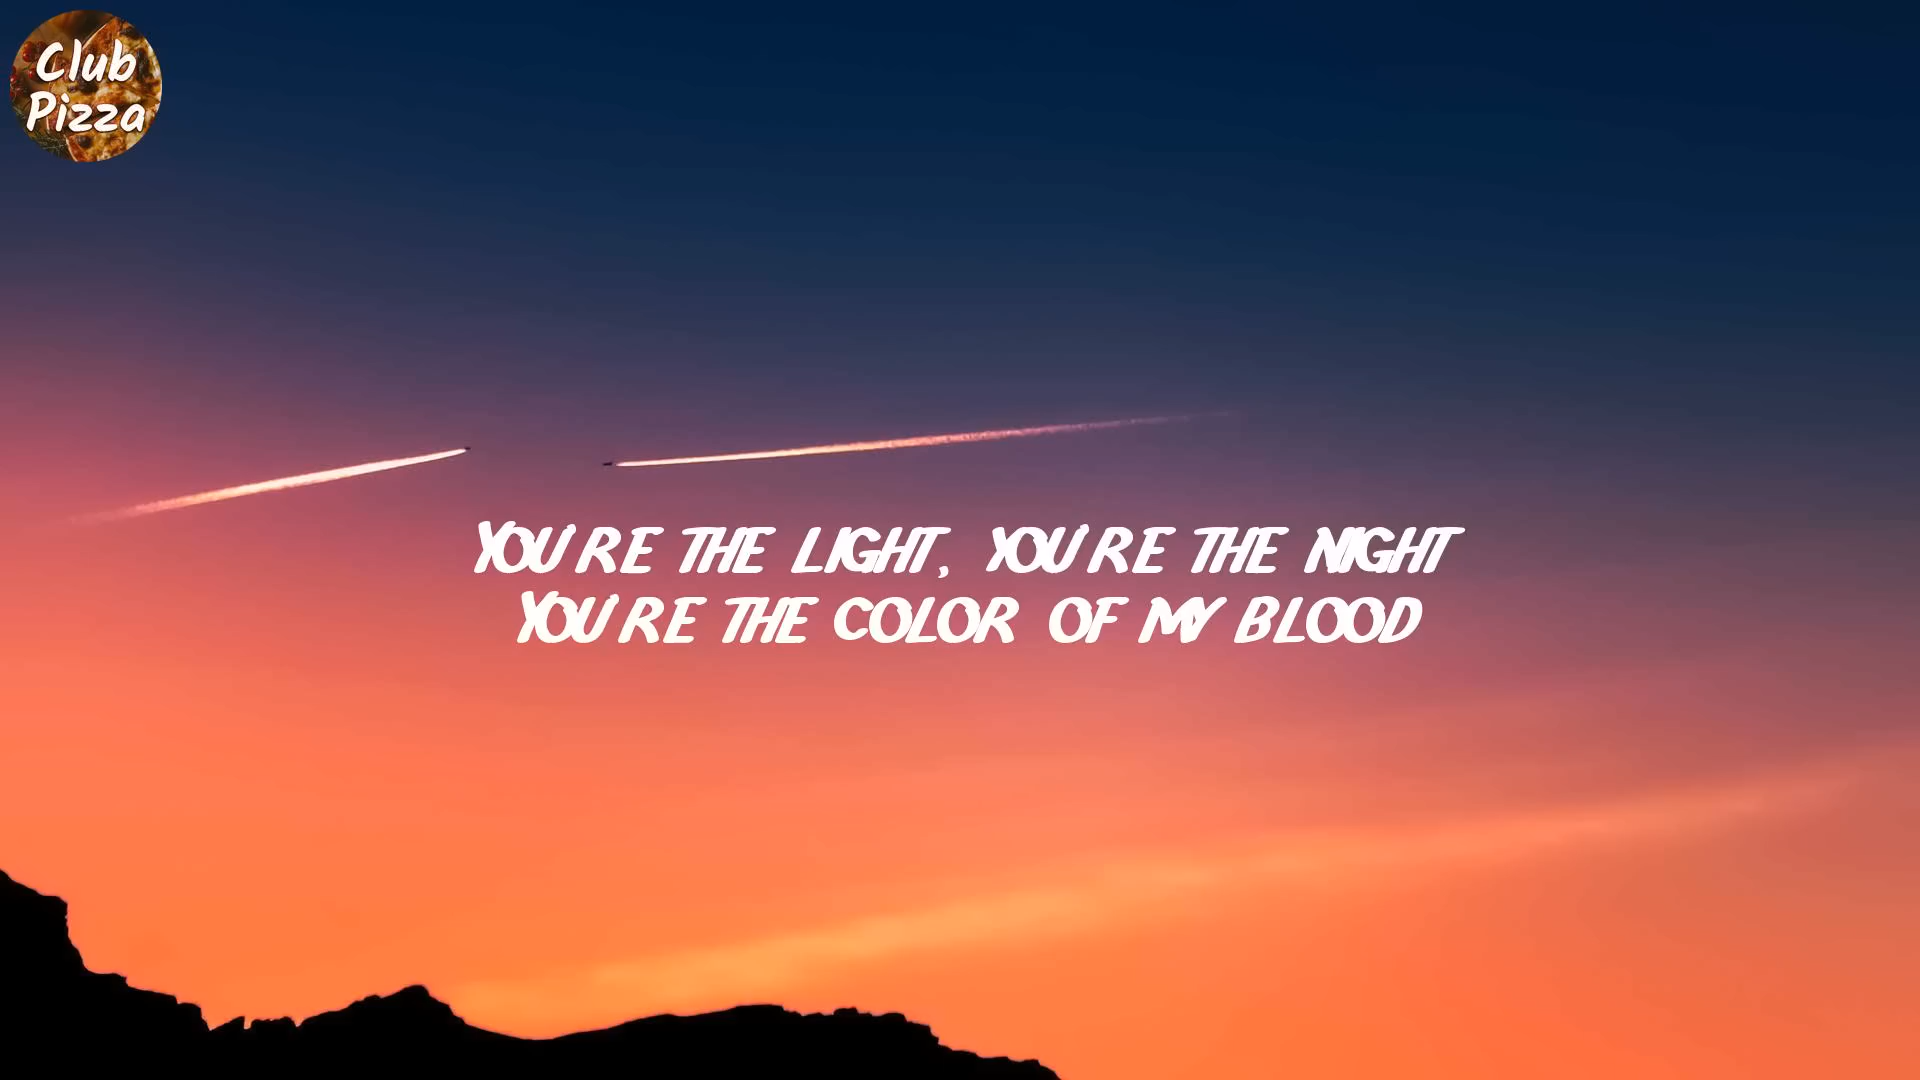 Club
Pizza
YOU'RE THE LIGHT, YOU'RE THE NIGHT
YOU'RE THE COLOR OF MY BLOOD